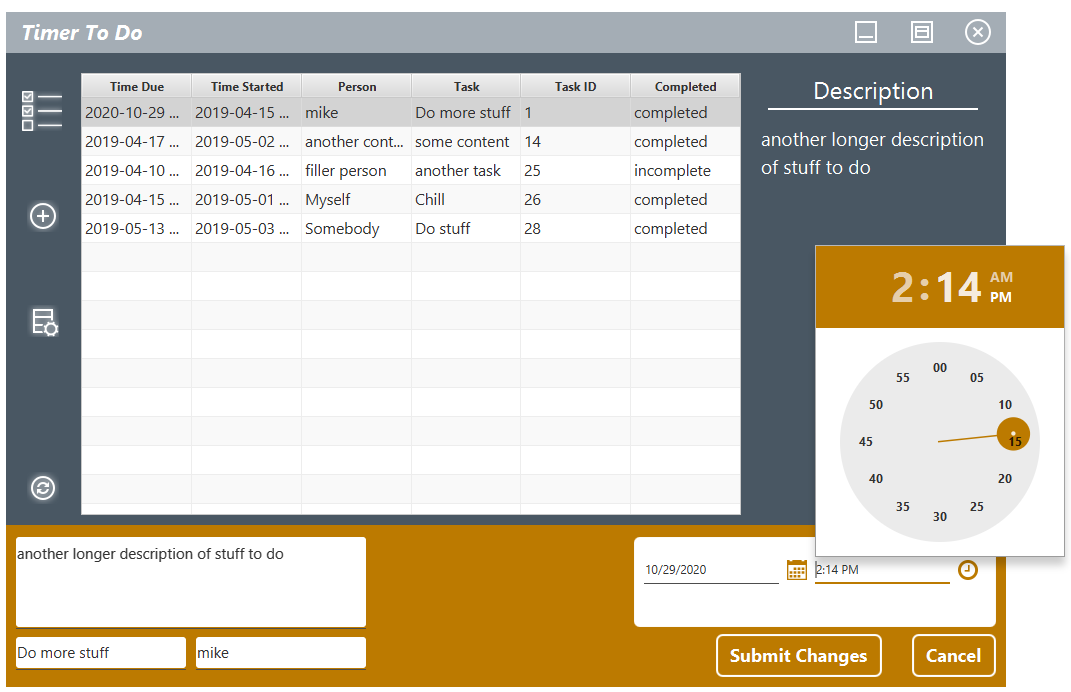 Timer To Do
Time Due Time Started Person Task Task ID Completed
2020-10-29 ... 2019-04-15 ... mike Do more stuff 1 completed
2019-04-17 ... 2019-05-02 ... another cont... some content 14 completed
2019-04-10 ... 2019-04-16 ... filler person another task 25 incomplete
2019-04-15 ... 2019-05-01 ... Myself Chill 26 completed
2019-05-13 ... 2019-05-03 ... Somebody Do stuff 28 completed
Description
another longer description
of stuff to do
2:14 AM
PM
00
55 05
50 10
45 15
40 20
35 25
30
another longer description of stuff to do
10/29/2020 2:14 PM
Do more stuff mike
Submit Changes Cancel